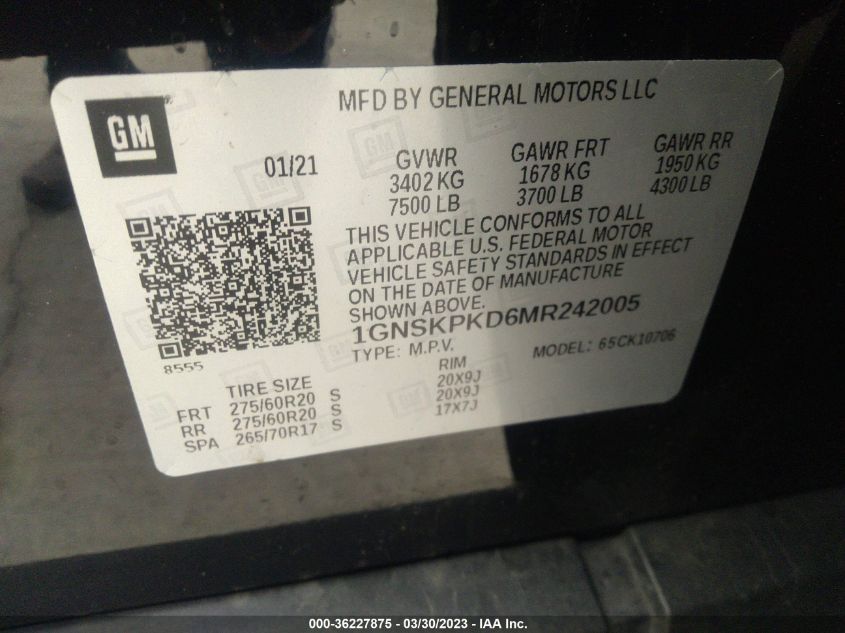 GM
MFD BY GENERAL MOTORS LLC
01/21
GVWR
3402 KG
7500 LB
GAWR FRT
1678 KG
3700 LB
GAWR RR
1950 KG
4300 LB
THIS VEHICLE CONFORMS TO ALL
APPLICABLE U.S. FEDERAL MOTOR
VEHICLE SAFETY STANDARDS IN EFFECT
ON THE DATE OF MANUFACTURE
SHOWN ABOVE.
1GNSKPKD6MR242005
TYPE: M.P.V.
MODEL: 65CK10706
8555
TIRE SIZE
RIM
FRT 275/60R20 S 20X9J
RR 275/60R20 S 20X9J
SPA 265/70R17 S 17X7J
000-36227875 — 03/30/2023 — IAA Inc.